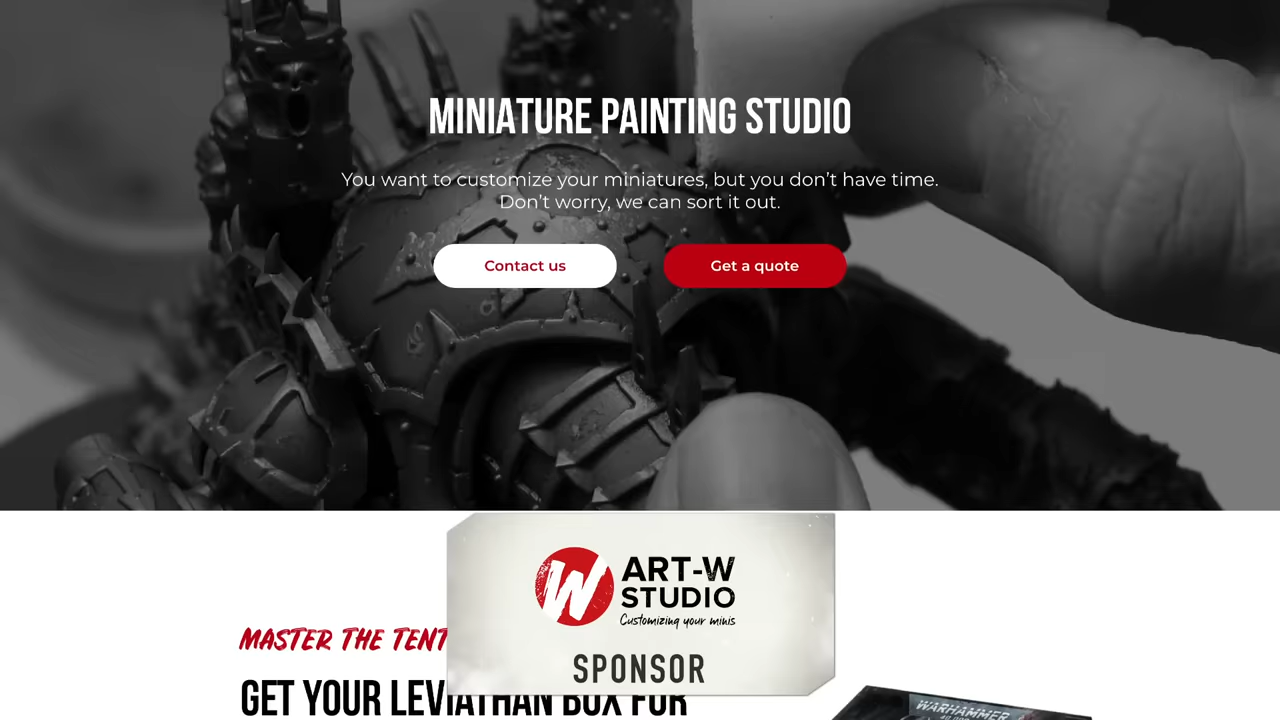 MINIATURE PAINTING STUDIO
You want to customize your miniatures, but you don't have time.
Don't worry, we can sort it out.
Contact us
Get a quote
W ART-W
STUDIO
Customizing your minis
SPONSOR
MASTER THE TENT
GET YOUR LEVIATHAN BOX FOR
WARHAMMER
40,000